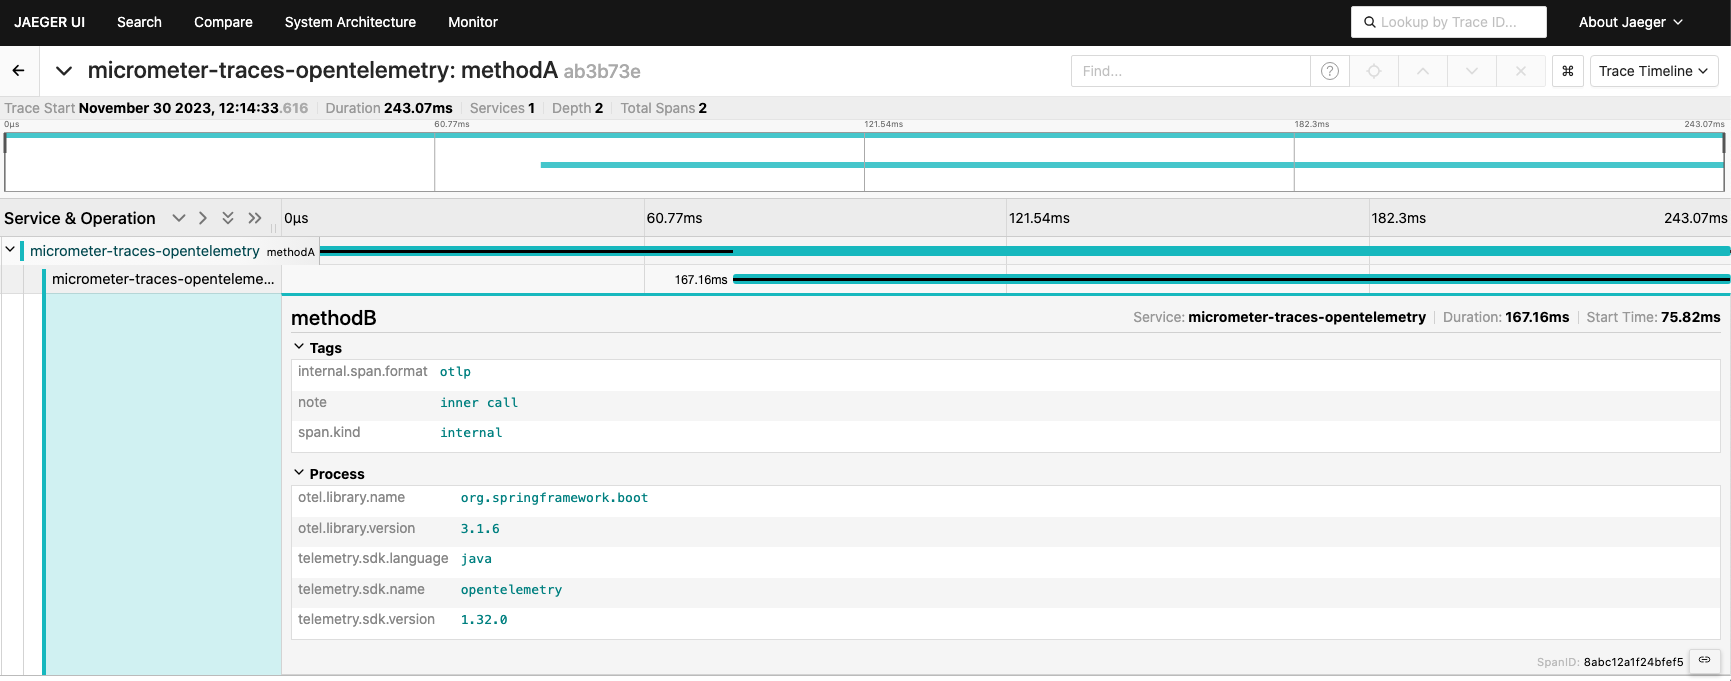 JAEGER UI Search Compare System Architecture Monitor Lookup by Trace ID... About Jaeger
micrometer-traces-opentelemetry: methodA ab3b73e Find... ? ⌘ Trace Timeline
Trace Start November 30 2023, 12:14:33.616 Duration 243.07ms Services 1 Depth 2 Total Spans 2
0μs 60.77ms 121.54ms 182.3ms 243.07ms
Service & Operation 0μs 60.77ms 121.54ms 182.3ms 243.07ms
micrometer-traces-opentelemetry methodA
micrometer-traces-openteleme... 167.16ms
methodB Service: micrometer-traces-opentelemetry Duration: 167.16ms Start Time: 75.82ms
Tags
internal.span.format otlp
note inner call
span.kind internal
Process
otel.library.name org.springframework.boot
otel.library.version 3.1.6
telemetry.sdk.language java
telemetry.sdk.name opentelemetry
telemetry.sdk.version 1.32.0
SpanID: 8abc12a1f24bfef5